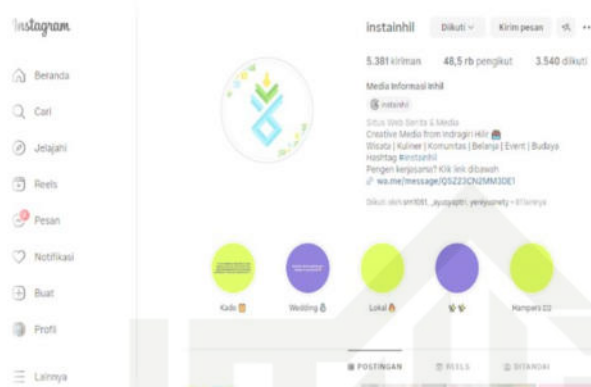 Instagram
Beranda
Cari
Jelajahi
Reels
Pesan
Notifikasi
Buat
Profil
Lainnya
instainhil Diikuti Kirim pesan
5.381 kiriman 48,5 rb pengikut 3.540 diikuti
Media Informasi Inhil
instainhil
Situs Web Berita & Media
Creative Media from Indragiri Hilir
Wisata | Kuliner | Komunitas | Belanja | Event | Budaya
Hashtag #instainhil
Pengen kerjasama? Klik link dibawah
wa.me/message/QSZ23CN2MM3DE1
Diikuti oleh
Kado Wedding Lokal Hampers
POSTINGAN REELS DITANDAI